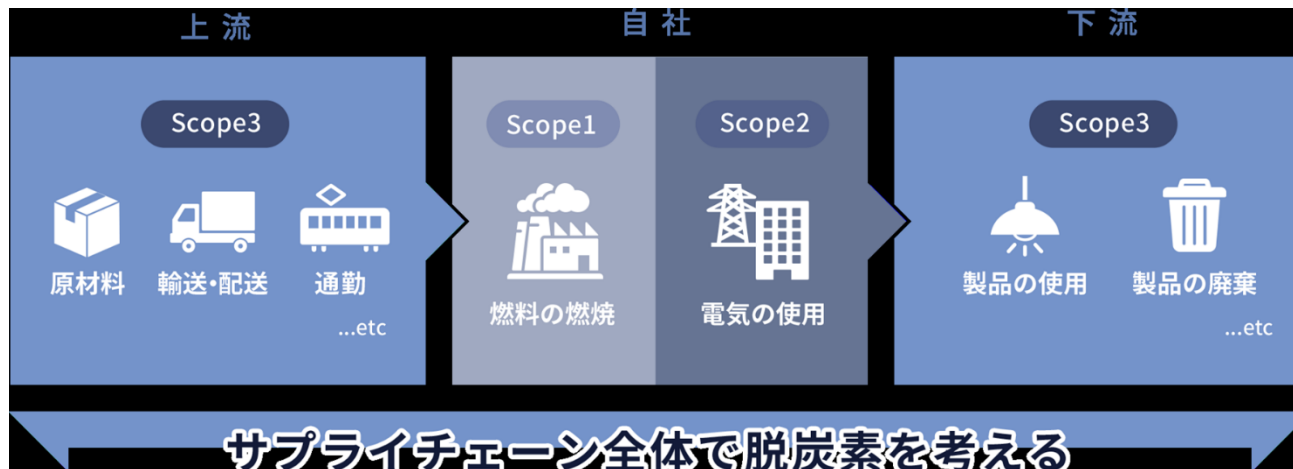 上流
Scope3
原材料
輸送・配送
通勤
...etc
自社
Scope1
燃料の燃焼
Scope2
電気の使用
下流
Scope3
製品の使用
製品の廃棄
...etc
サプライチェーン全体で脱炭素を考える